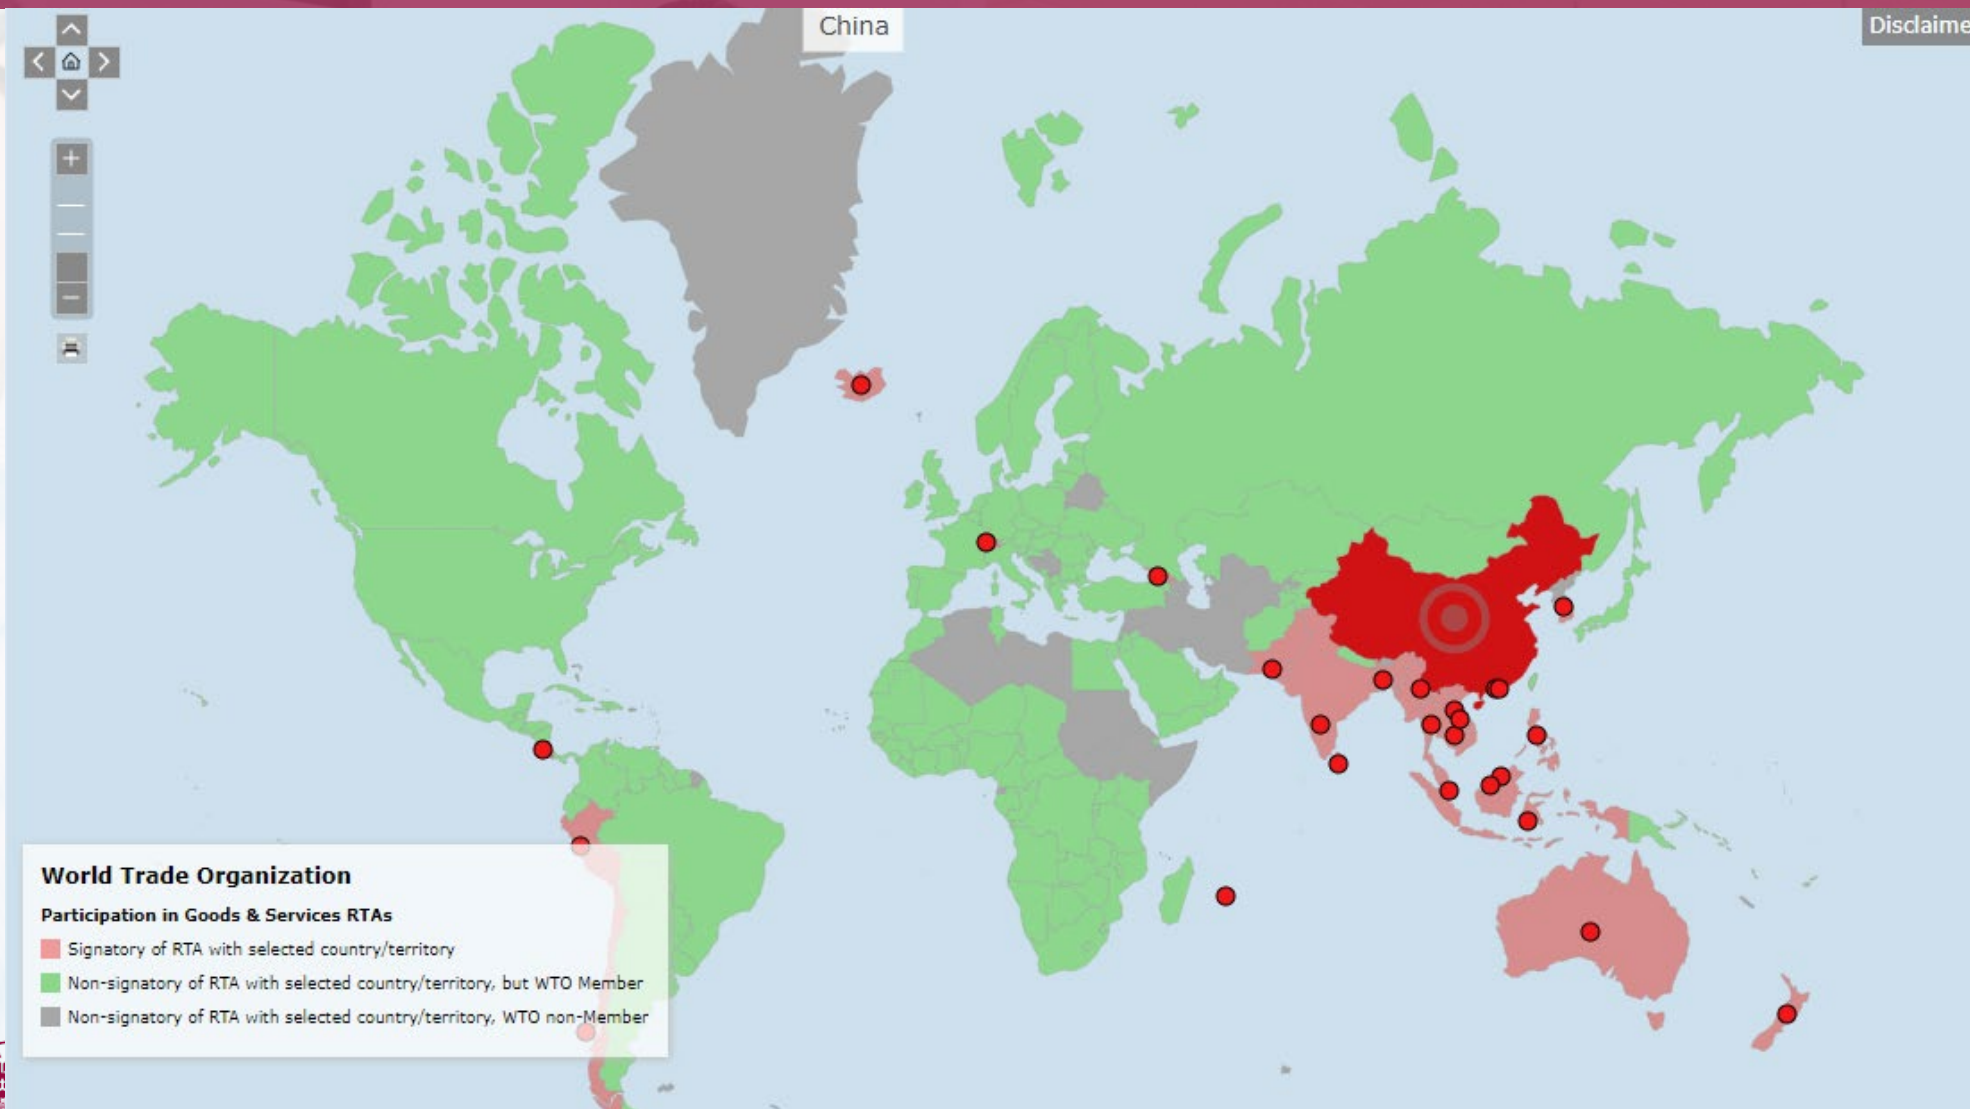 China
Disclaime
World Trade Organization
Participation in Goods & Services RTAs
Signatory of RTA with selected country/territory
Non-signatory of RTA with selected country/territory, but WTO Member
Non-signatory of RTA with selected country/territory, WTO non-Member